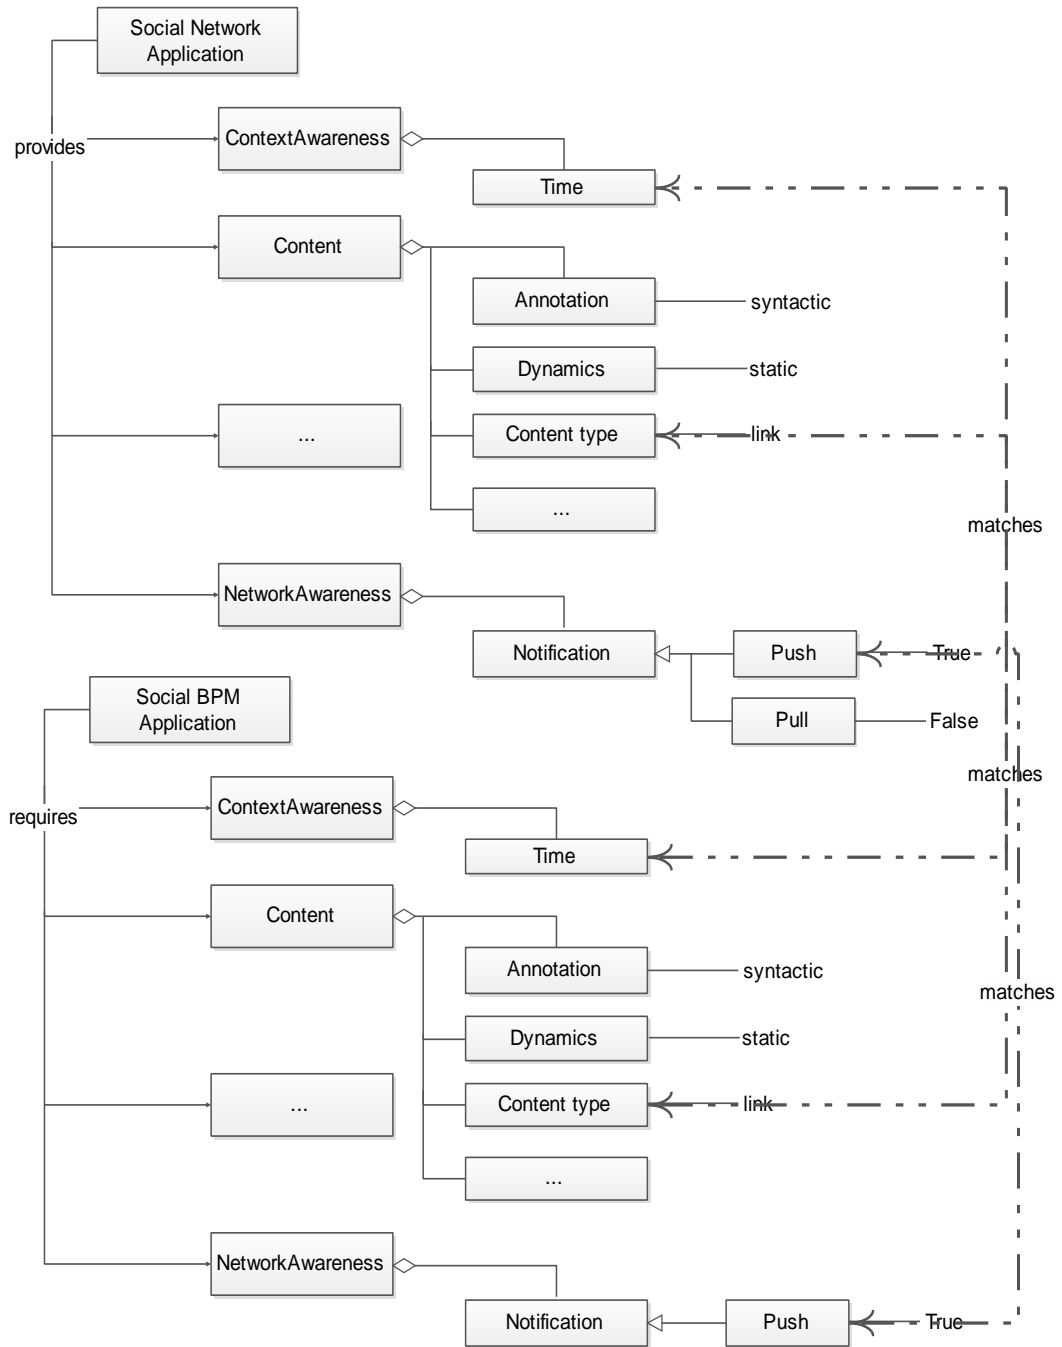 Social Network
Application
ContextAwareness
provides
Time
Content
Annotation
syntactic
Dynamics
static
...
Content type
link
...
matches
NetworkAwareness
Notification
Push
True
Social BPM
Application
Pull
False
matches
ContextAwareness
requires
Time
Content
Annotation
syntactic
matches
Dynamics
static
...
Content type
link
...
NetworkAwareness
Notification
Push
True